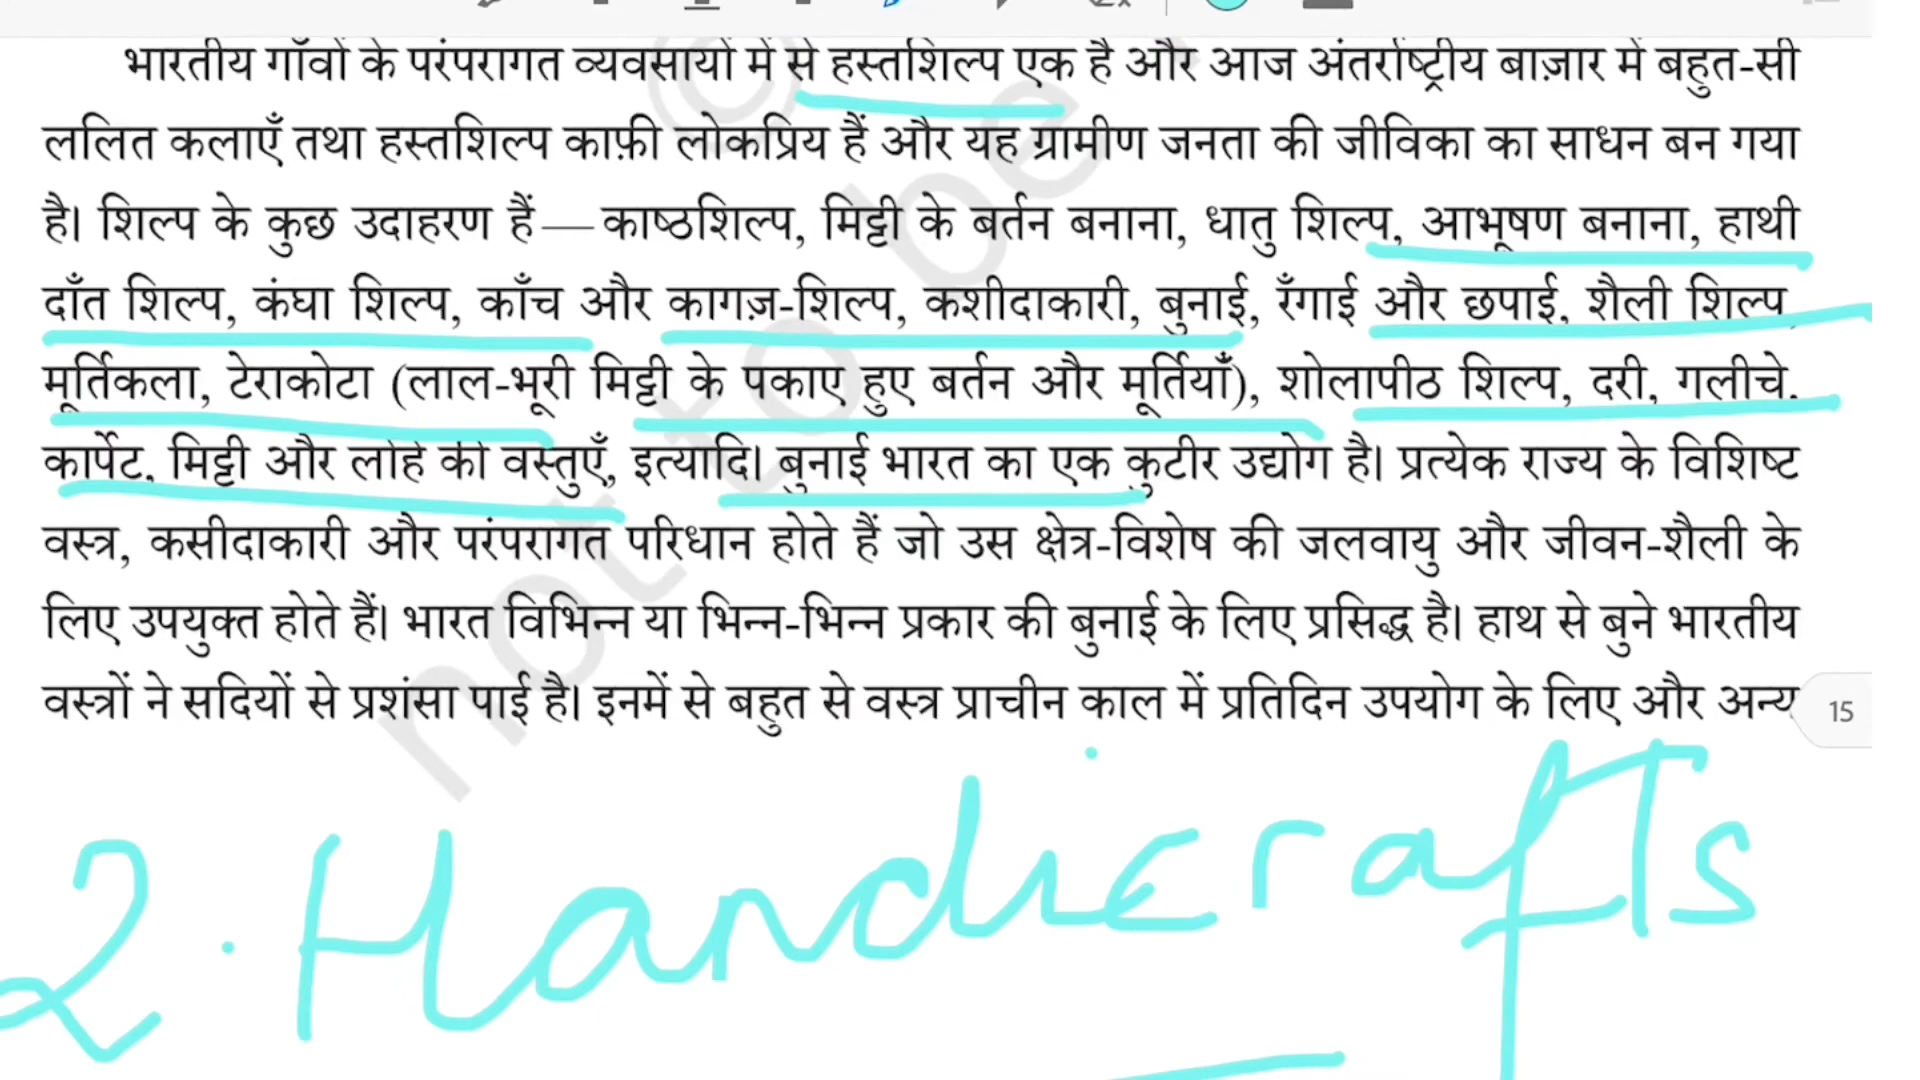 भारतीय गाँवों के परंपरागत व्यवसायों में से हस्तशिल्प एक है और आज अंतर्राष्ट्रीय बाज़ार में बहुत-सी
ललित कलाएँ तथा हस्तशिल्प काफ़ी लोकप्रिय हैं और यह ग्रामीण जनता की जीविका का साधन बन गया
है। शिल्प के कुछ उदाहरण हैं—काष्ठशिल्प, मिट्टी के बर्तन बनाना, धातु शिल्प, आभूषण बनाना, हाथी
दाँत शिल्प, कंघा शिल्प, काँच और कागज़-शिल्प, कशीदाकारी, बुनाई, रँगाई और छपाई, शैली शिल्प,
मूर्तिकला, टेराकोटा (लाल-भूरी मिट्टी के पकाए हुए बर्तन और मूर्तियाँ), शोलापीठ शिल्प, दरी, गलीचे,
कार्पेट, मिट्टी और लोहे की वस्तुएँ, इत्यादि। बुनाई भारत का एक कुटीर उद्योग है। प्रत्येक राज्य के विशिष्ट
वस्त्र, कसीदाकारी और परंपरागत परिधान होते हैं जो उस क्षेत्र-विशेष की जलवायु और जीवन-शैली के
लिए उपयुक्त होते हैं। भारत विभिन्न या भिन्न-भिन्न प्रकार की बुनाई के लिए प्रसिद्ध है। हाथ से बुने भारतीय
वस्त्रों ने सदियों से प्रशंसा पाई है। इनमें से बहुत से वस्त्र प्राचीन काल में प्रतिदिन उपयोग के लिए और अन्य
15
©
not to be
2. Handicrafts